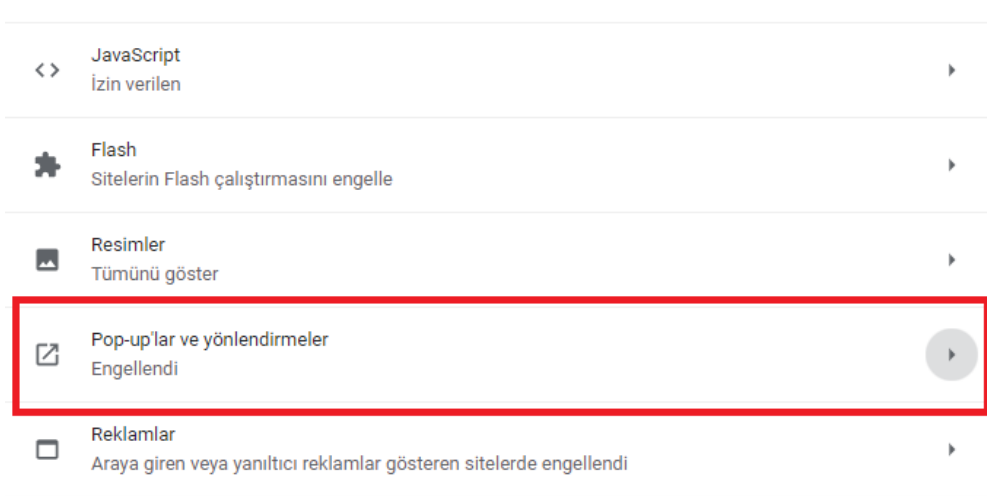 JavaScript
İzin verilen
Flash
Sitelerin Flash çalıştırmasını engelle
Resimler
Tümünü göster
Pop-up'lar ve yönlendirmeler
Engellendi
Reklamlar
Araya giren veya yanıltıcı reklamlar gösteren sitelerde engellendi